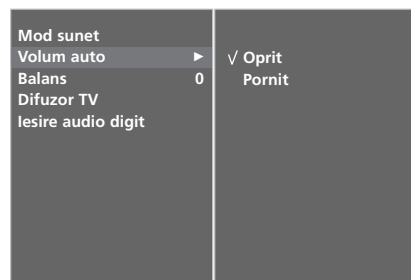 Mod sunet
Volum auto ►
Balans 0
Difuzor TV
Iesire audio digit
√ Oprit
Pornit